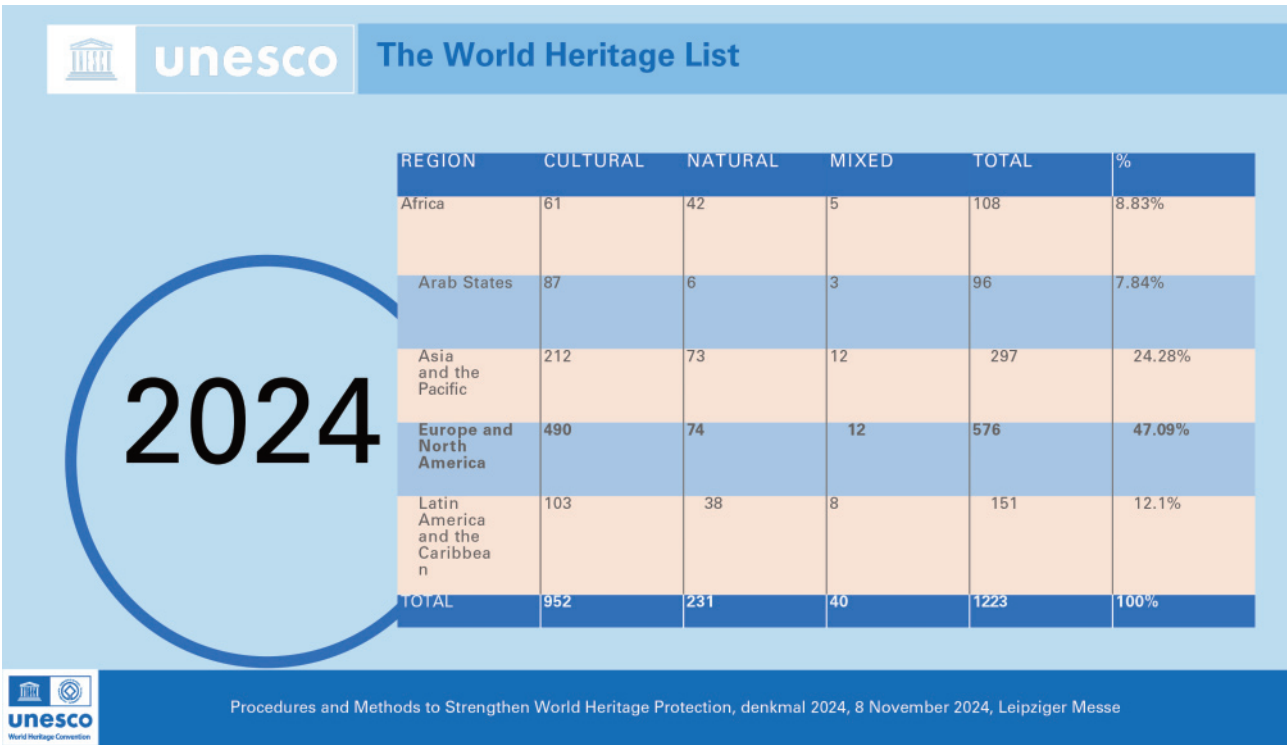 unesco The World Heritage List
REGION CULTURAL NATURAL MIXED TOTAL %
Africa 61 42 5 108 8.83%
Arab States 87 6 3 96 7.84%
Asia
and the
Pacific 212 73 12 297 24.28%
2024
Europe and
North
America 490 74 12 576 47.09%
Latin
America
and the
Caribbea
n 103 38 8 151 12.1%
TOTAL 952 231 40 1223 100%
unesco
World Heritage Convention
Procedures and Methods to Strengthen World Heritage Protection, denkmal 2024, 8 November 2024, Leipziger Messe